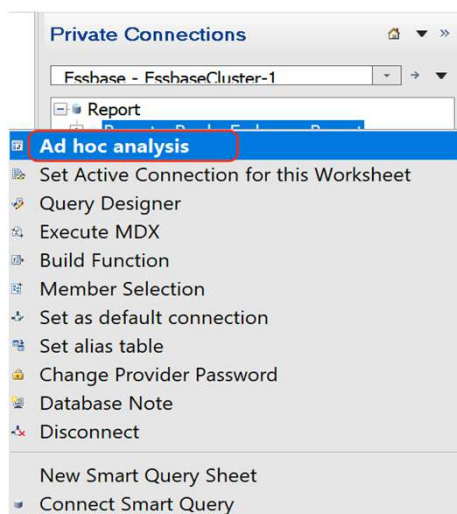 Private Connections
Essbase - EssbaseCluster-1
Report
Ad hoc analysis
Set Active Connection for this Worksheet
Query Designer
Execute MDX
Build Function
Member Selection
Set as default connection
Set alias table
Change Provider Password
Database Note
Disconnect
New Smart Query Sheet
Connect Smart Query